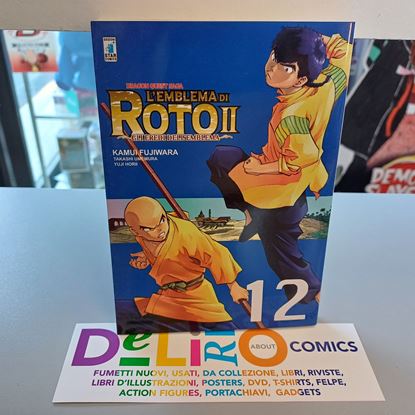 STAR
COMICS
DRAGON QUEST SAGA
L'EMBLEMA DI
ROTO II
GLI EREDI DELL'EMBLEMA
KAMUI FUJIWARA
TAKASHI UMEMURA
YUJI HORII
12
DELIRIO
ABOUT
COMICS
FUMETTI NUOVI, USATI, DA COLLEZIONE, LIBRI, RIVISTE,
LIBRI D'ILLUSTRAZIONI, POSTERS, DVD, T-SHIRTS, FELPE,
ACTION FIGURES, PORTACHIAVI, GADGETS